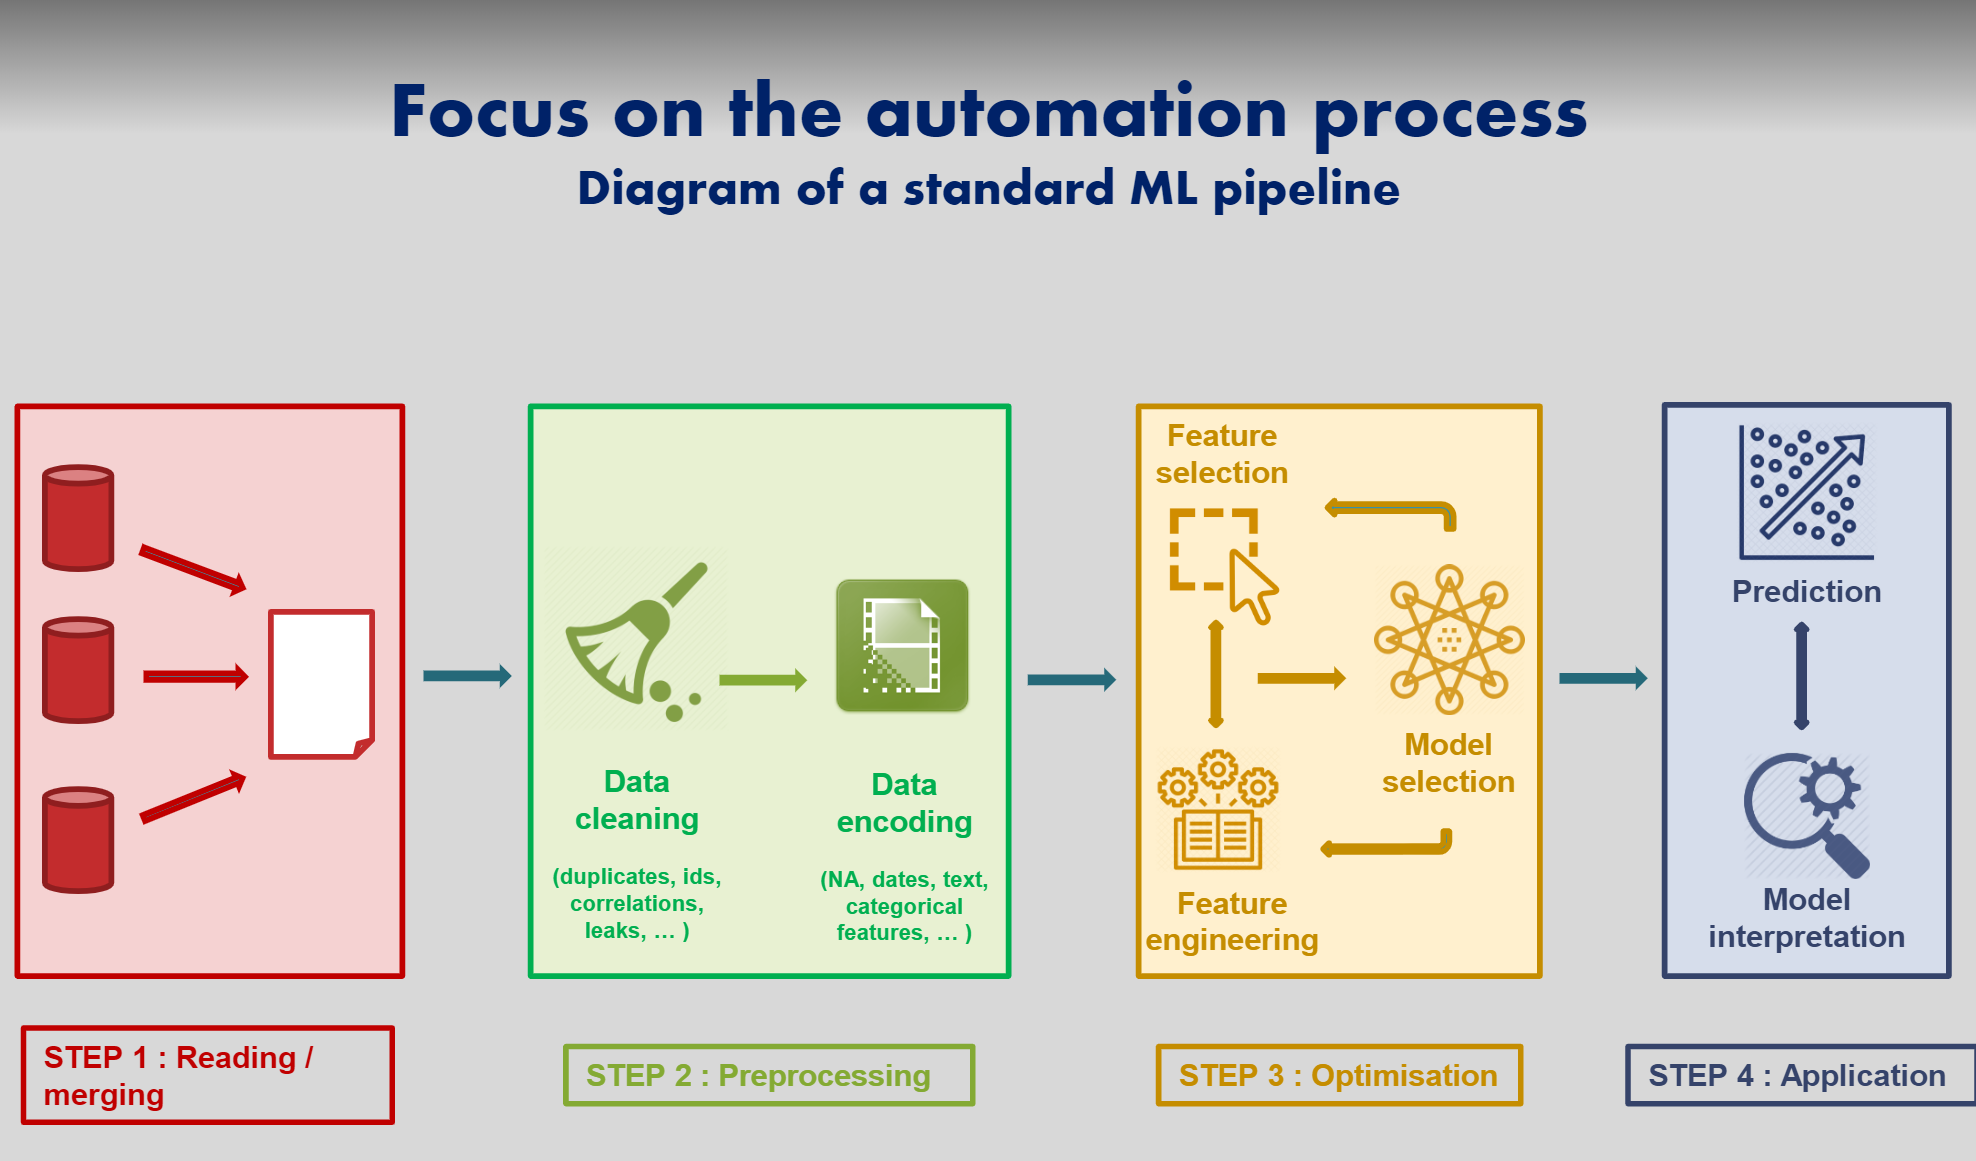 Focus on the automation process
Diagram of a standard ML pipeline
Data
cleaning
(duplicates, ids,
correlations,
leaks, … )
Data
encoding
(NA, dates, text,
categorical
features, … )
Feature
selection
Model
selection
Feature
engineering
Prediction
Model
interpretation
STEP 1 : Reading /
merging
STEP 2 : Preprocessing
STEP 3 : Optimisation
STEP 4 : Application